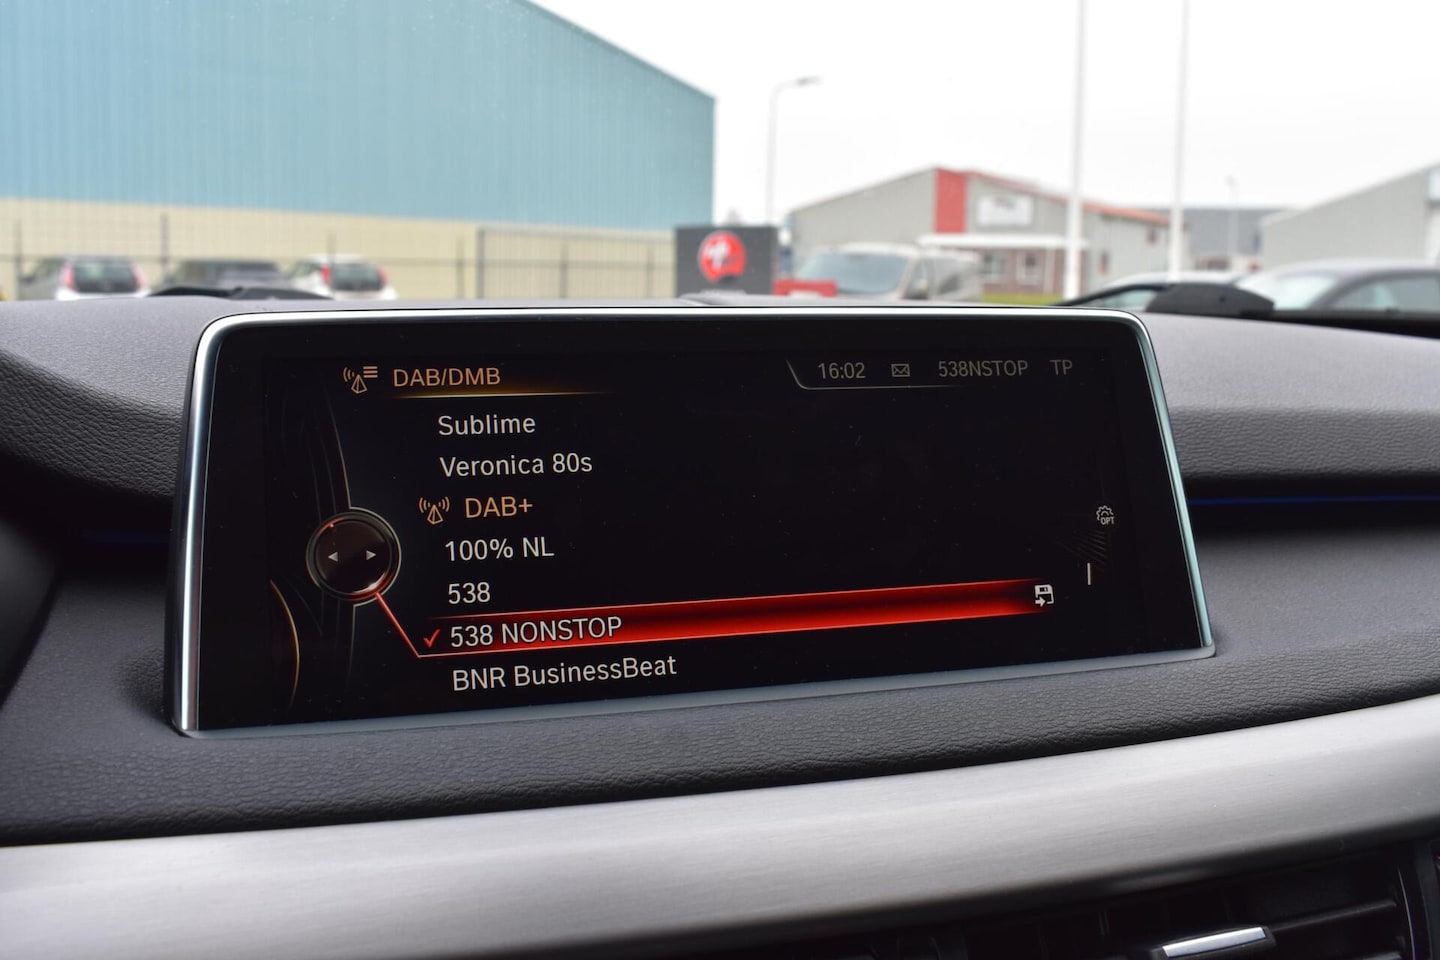 DAB/DMB
16:02 538NSTOP TP
Sublime
Veronica 80s
DAB+
100% NL
538
538 NONSTOP
BNR BusinessBeat
OPT